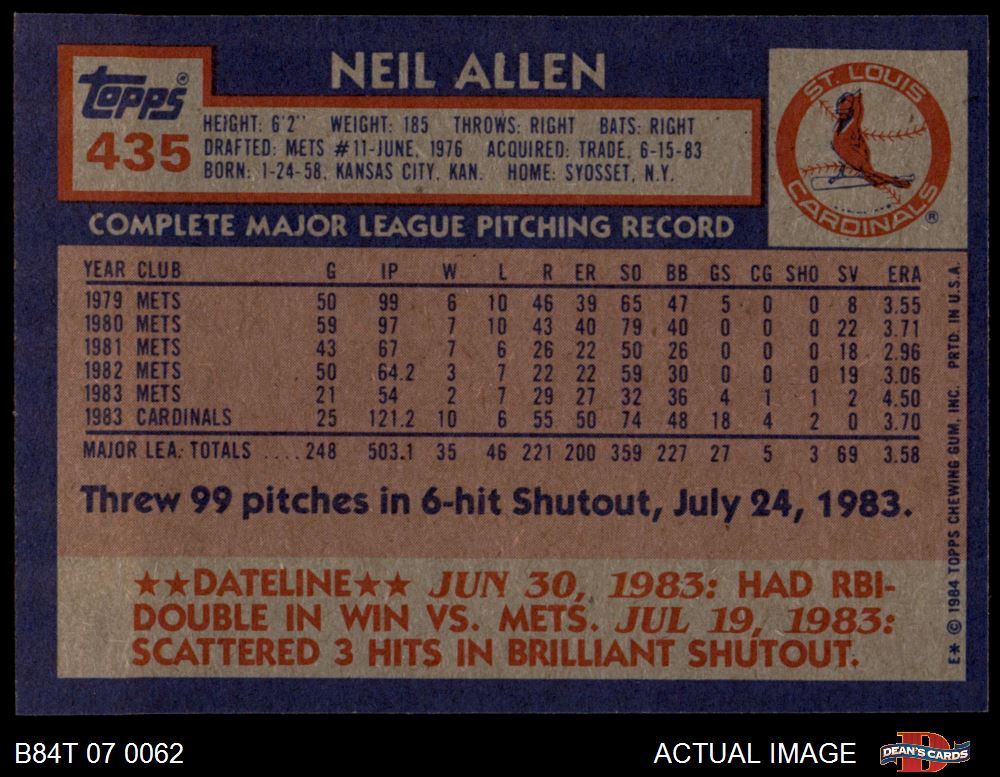 NEIL ALLEN
Topps®
435
HEIGHT: 6'2" WEIGHT: 185 THROWS: RIGHT BATS: RIGHT
DRAFTED: METS #11-JUNE, 1976 ACQUIRED: TRADE, 6-15-83
BORN: 1-24-58, KANSAS CITY, KAN. HOME: SYOSSET, N.Y.
ST. LOUIS
CARDINALS®
COMPLETE MAJOR LEAGUE PITCHING RECORD
YEAR CLUB G IP W L R ER SO BB GS CG SHO SV ERA
1979 METS 50 99 6 10 46 39 65 47 5 0 0 8 3.55
1980 METS 59 97 7 10 43 40 79 40 0 0 0 22 3.71
1981 METS 43 67 7 6 26 22 50 26 0 0 0 18 2.96
1982 METS 50 64.2 3 7 22 22 59 30 0 0 0 19 3.06
1983 METS 21 54 2 7 29 27 32 36 4 1 1 2 4.50
1983 CARDINALS 25 121.2 10 6 55 50 74 48 18 4 2 0 3.70
MAJOR LEA. TOTALS .... 248 503.1 35 46 221 200 359 227 27 5 3 69 3.58
Threw 99 pitches in 6-hit Shutout, July 24, 1983.
★★DATELINE★★ JUN 30, 1983: HAD RBI-
DOUBLE IN WIN VS. METS. JUL 19, 1983:
SCATTERED 3 HITS IN BRILLIANT SHUTOUT.
E* © 1984 TOPPS CHEWING GUM, INC. PRTD. IN U.S.A.
B84T 07 0062
ACTUAL IMAGE
DEAN'S CARDS